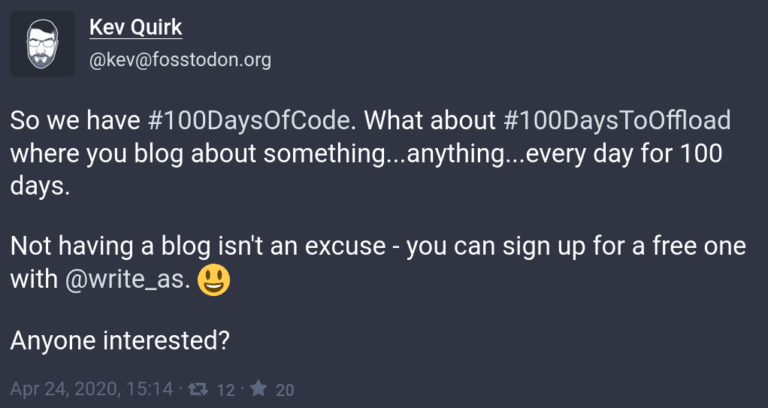 Kev Quirk
@kev@fosstodon.org
So we have #100DaysOfCode. What about #100DaysToOffload
where you blog about something...anything...every day for 100
days.
Not having a blog isn't an excuse - you can sign up for a free one
with @write_as. 😃
Anyone interested?
Apr 24, 2020, 15:14 · 12 · 20